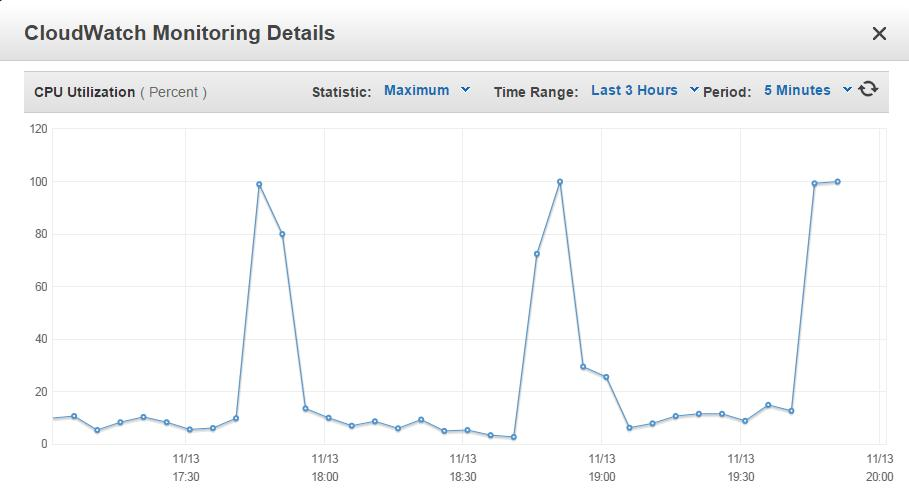 CloudWatch Monitoring Details
CPU Utilization ( Percent ) Statistic: Maximum Time Range: Last 3 Hours Period: 5 Minutes
120
100
80
60
40
20
0
11/13 11/13 11/13 11/13 11/13 11/13
17:30 18:00 18:30 19:00 19:30 20:00